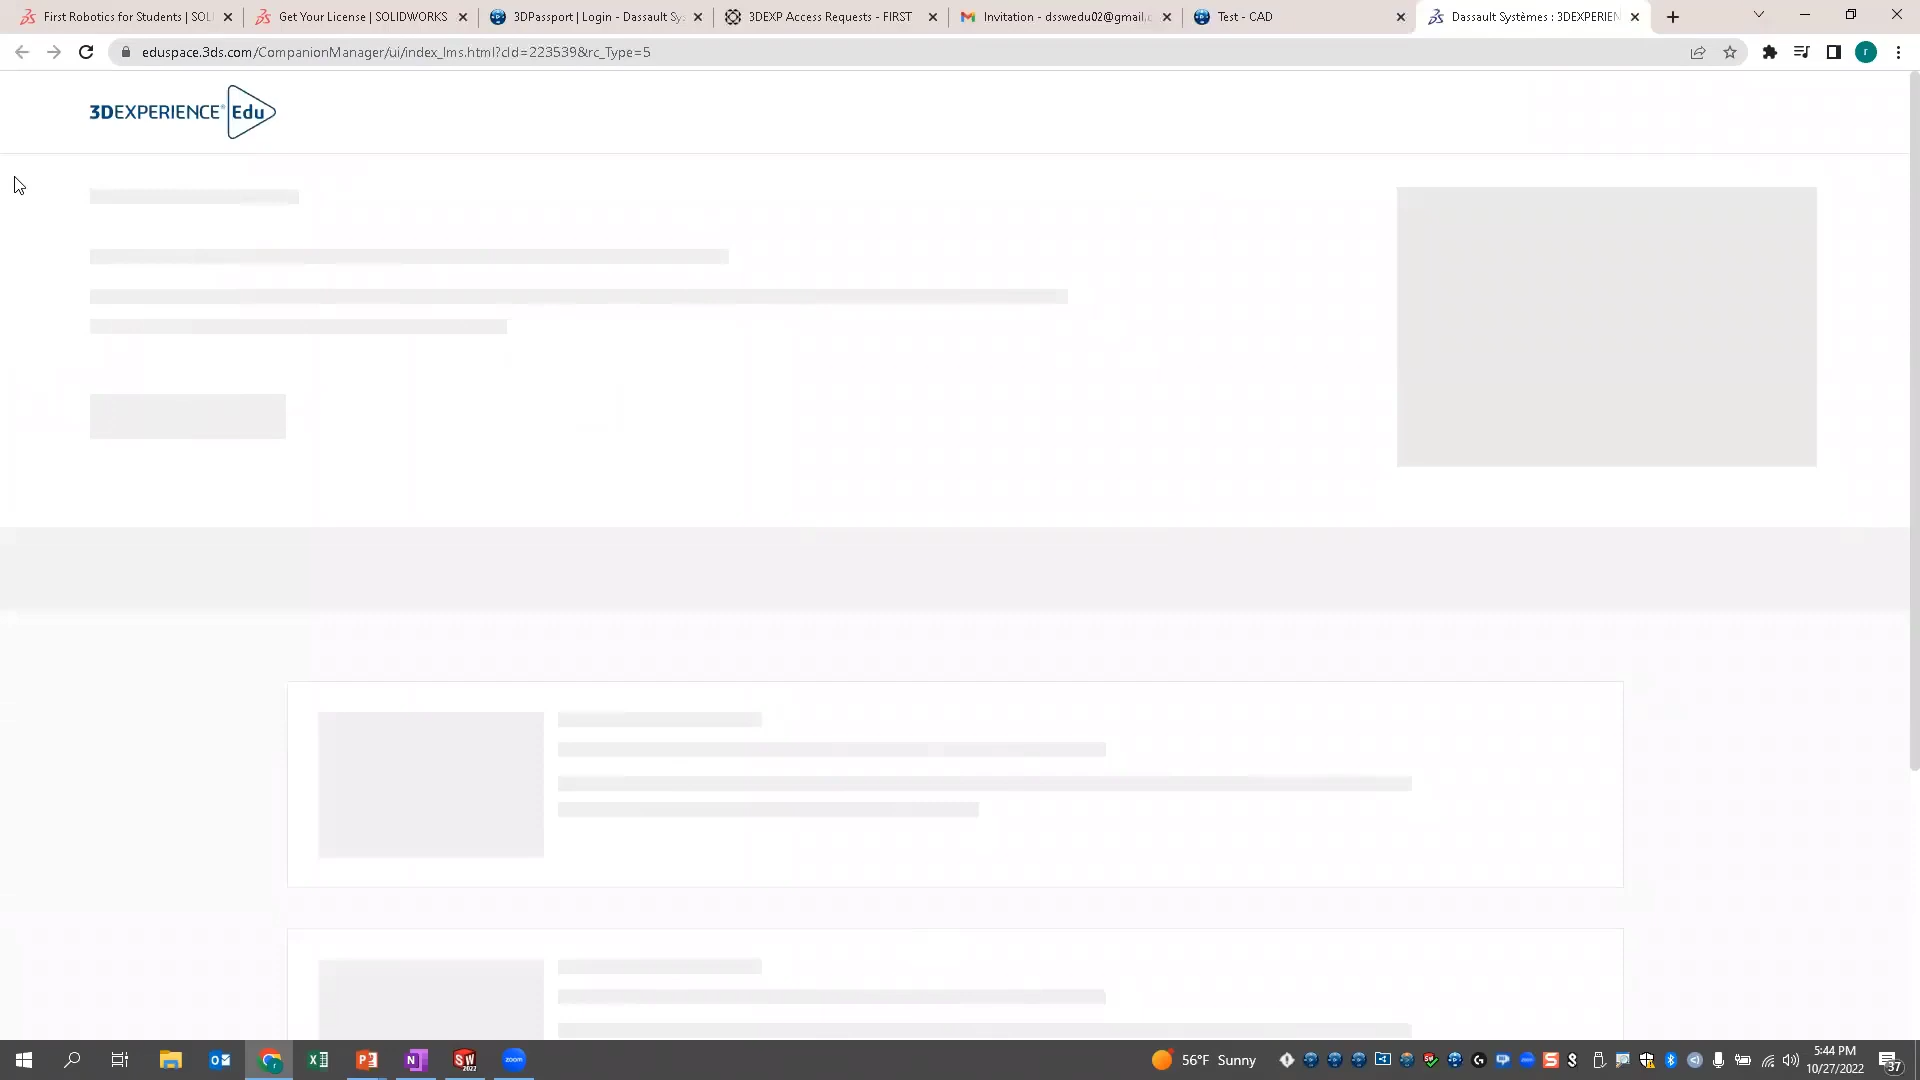 First Robotics for Students | SOLI
Get Your License | SOLIDWORKS
3DPassport | Login - Dassault Sy
3DEXP Access Requests - FIRST
Invitation - dsswedu02@gmail.c
Test - CAD
Dassault Systèmes : 3DEXPERIEN
eduspace.3ds.com/CompanionManager/ui/index_lms.html?cId=223539&rc_Type=5
r
3DEXPERIENCE® Edu
56°F Sunny
5:44 PM
10/27/2022
37